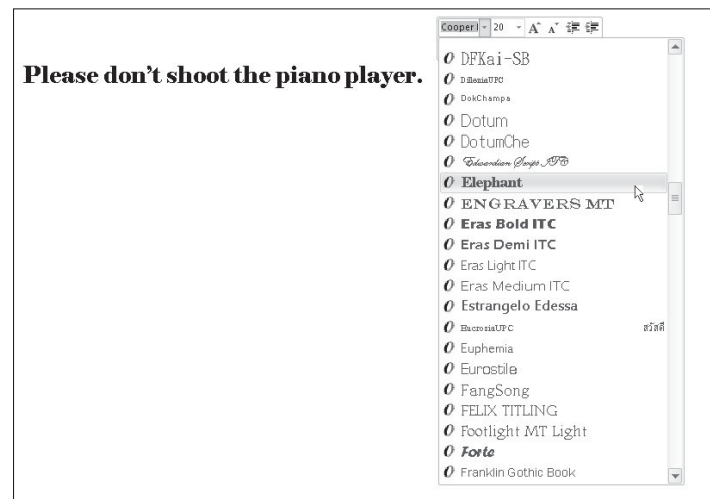 Cooper l 20
Please don't shoot the piano player.
DFKai-SB
DilleniaUPC
DokChampa
Dotum
DotumChe
Edwardian Script ITC
Elephant
ENGRAVERS MT
Eras Bold ITC
Eras Demi ITC
Eras Light ITC
Eras Medium ITC
Estrangelo Edessa
EucrosiaUPC สวัสดี
Euphemia
Eurostile
FangSong
FELIX TITLING
Footlight MT Light
Forte
Franklin Gothic Book